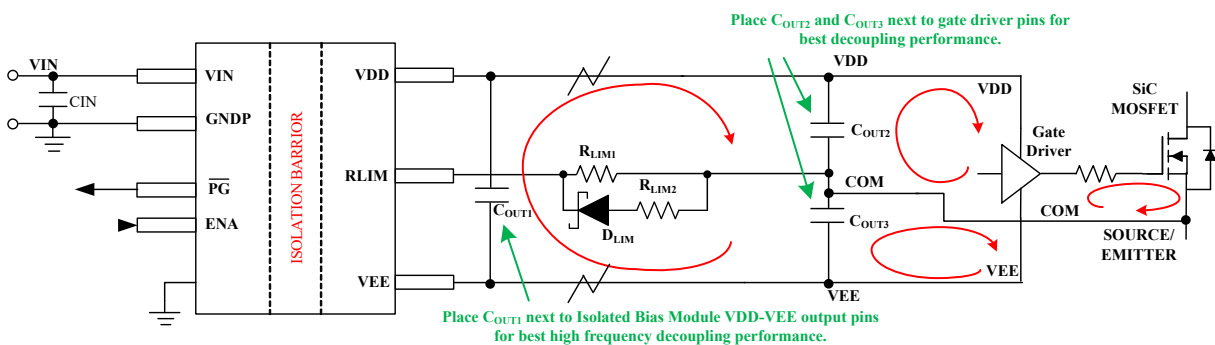 Place COUT2 and COUT3 next to gate driver pins for
best decoupling performance.
VIN
CIN
VIN
GNDP
PG
ENA
ISOLATION BARRIER
VDD
RLIM
VEE
COUT1
RLIM1
RLIM2
DLIM
VDD
COUT2
COM
COUT3
VEE
VDD
Gate
Driver
COM
VEE
SiC
MOSFET
SOURCE/
EMITTER
Place COUT1 next to Isolated Bias Module VDD-VEE output pins
for best high frequency decoupling performance.